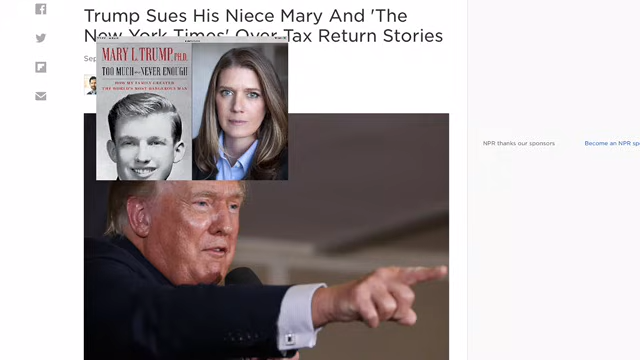 Trump Sues His Niece Mary And 'The
New York Times' Over Tax Return Stories
Sep
MARY L. TRUMP, PH.D.
TOO MUCH and NEVER ENOUGH
HOW MY FAMILY CREATED
THE WORLD'S MOST DANGEROUS MAN
NPR thanks our sponsors
Become an NPR sp